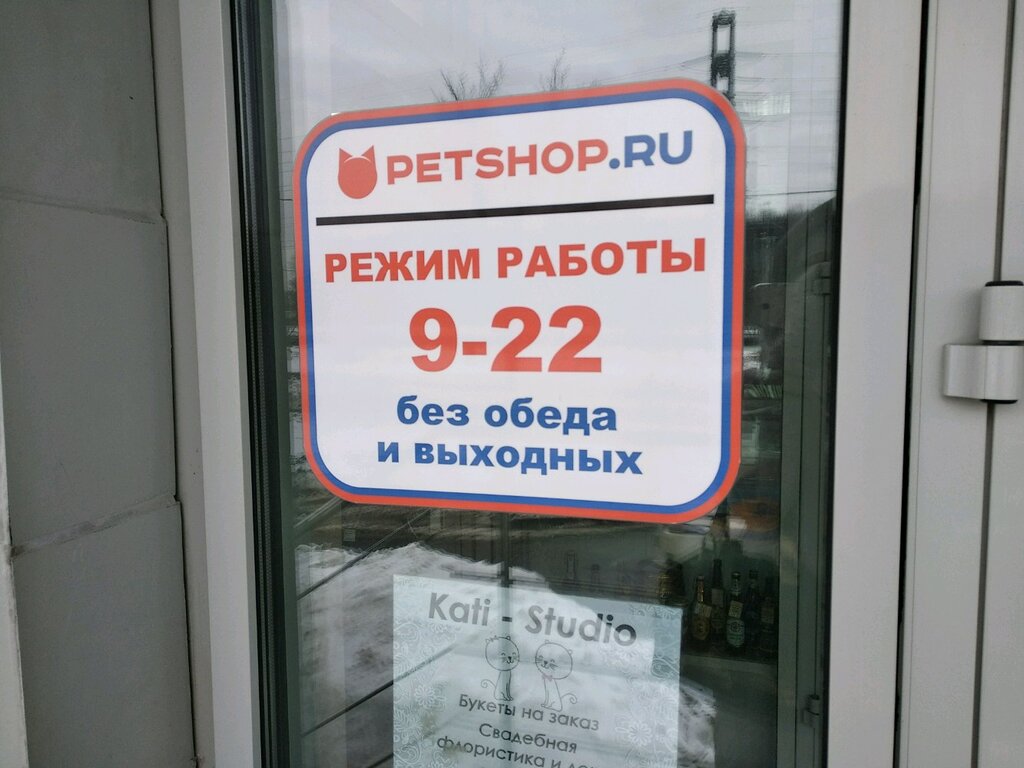 PETSHOP.RU
РЕЖИМ РАБОТЫ
9-22
без обеда
и выходных
Kati - Studio
Букеты на заказ
Свадебная
флористика и